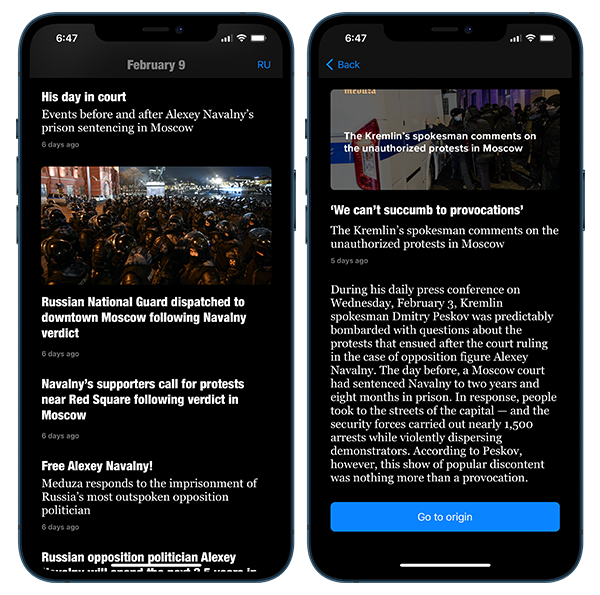 6:47
February 9
RU
His day in court
Events before and after Alexey Navalny's
prison sentencing in Moscow
6 days ago
Russian National Guard dispatched to
downtown Moscow following Navalny
verdict
6 days ago
Navalny's supporters call for protests
near Red Square following verdict in
Moscow
6 days ago
Free Alexey Navalny!
Meduza responds to the imprisonment of
Russia's most outspoken opposition
politician
6 days ago
Russian opposition politician Alexey
Navalny will spend the next 2.5 years in
6:47
Back
meduza
The Kremlin's spokesman comments on
the unauthorized protests in Moscow
'We can't succumb to provocations'
The Kremlin's spokesman comments on the
unauthorized protests in Moscow
5 days ago
During his daily press conference on
Wednesday, February 3, Kremlin
spokesman Dmitry Peskov was predictably
bombarded with questions about the
protests that ensued after the court ruling
in the case of opposition figure Alexey
Navalny. The day before, a Moscow court
had sentenced Navalny to two years and
eight months in prison. In response, people
took to the streets of the capital — and the
security forces carried out nearly 1,500
arrests while violently dispersing
demonstrators. According to Peskov,
however, this show of popular discontent
was nothing more than a provocation.
Go to origin